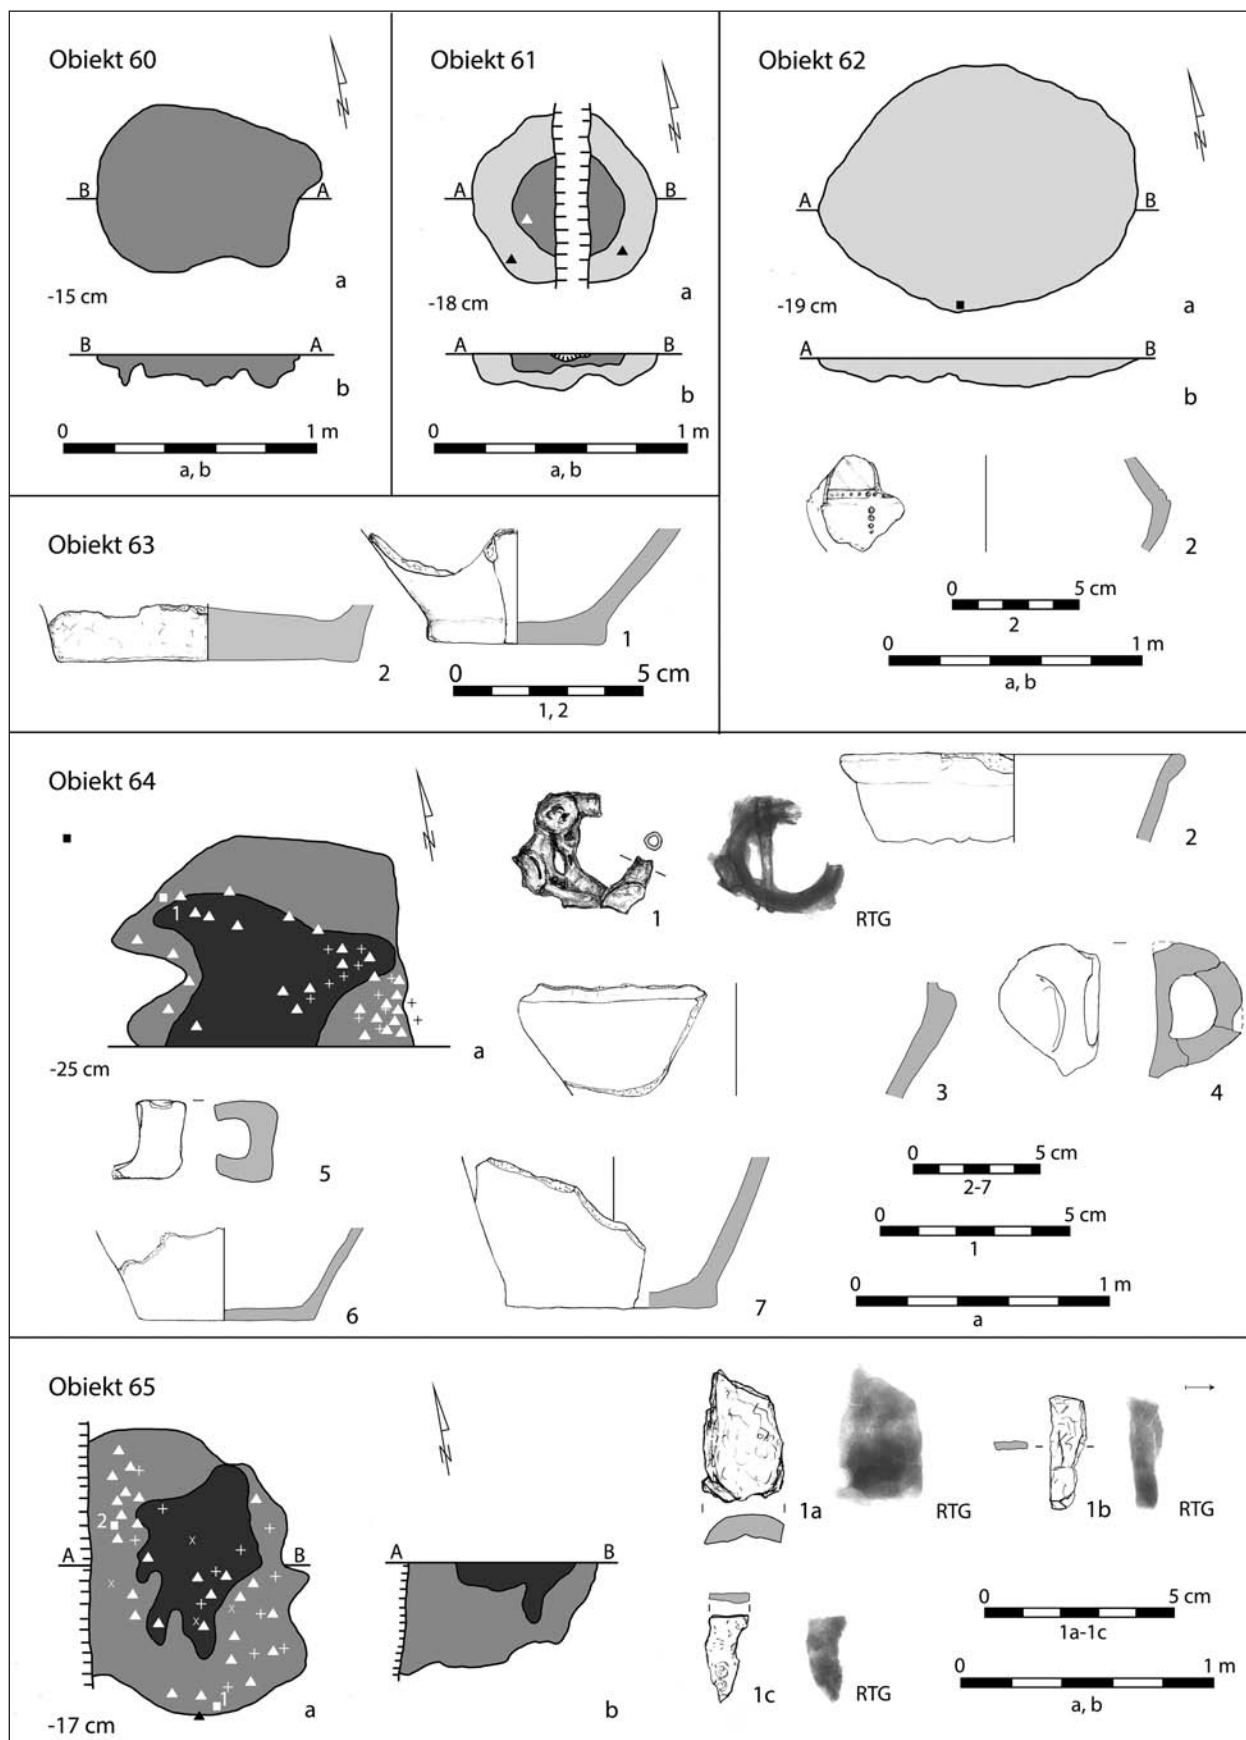 Obiekt 60
N
B
A
a
-15 cm
B
A
b
0
1 m
a, b
Obiekt 61
N
A
B
a
-18 cm
A
B
b
0
1 m
a, b
Obiekt 62
N
A
B
-19 cm
a
A
B
b
2
0
5 cm
2
0
1 m
a, b
Obiekt 63
2
1
0
5 cm
1, 2
Obiekt 64
N
1
a
-25 cm
1
RTG
2
3
4
5
6
7
0
5 cm
2-7
0
5 cm
1
0
1 m
a
Obiekt 65
N
2
A
B
1
a
-17 cm
A
B
b
1a
RTG
1b
RTG
1c
RTG
0
5 cm
1a-1c
0
1 m
a, b